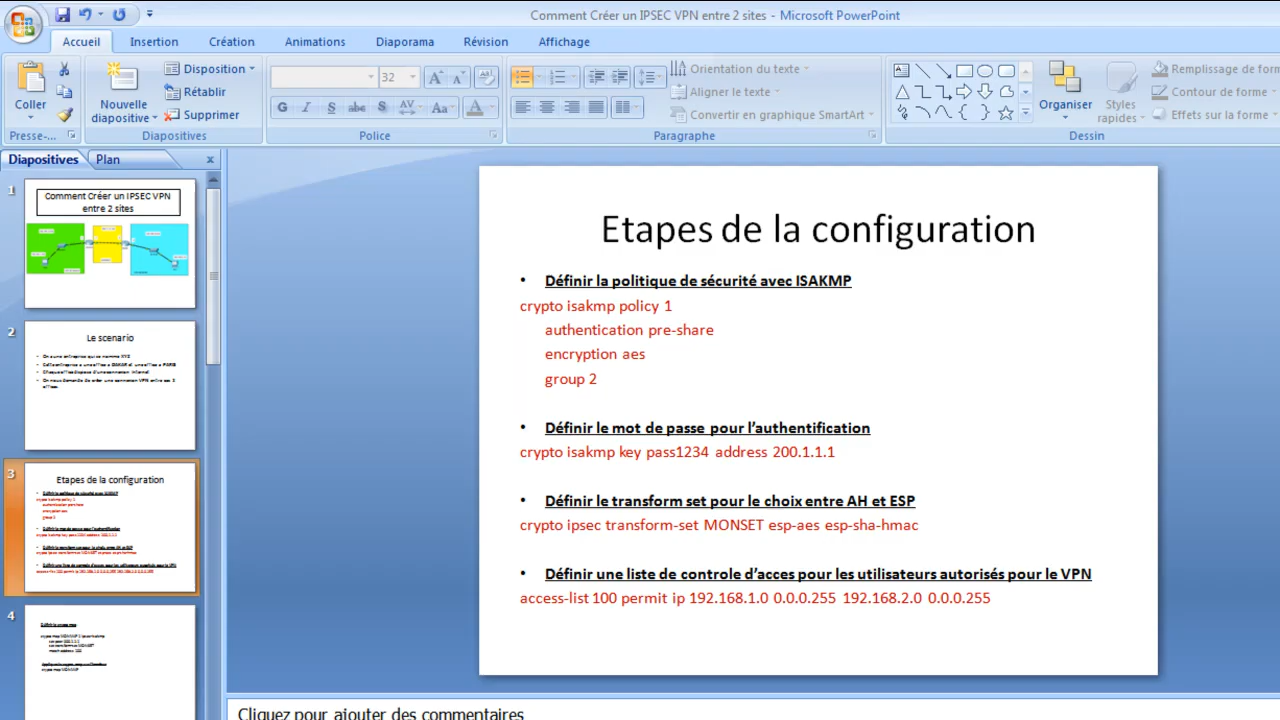 Comment Créer un IPSEC VPN entre 2 sites - Microsoft PowerPoint
Accueil Insertion Création Animations Diaporama Révision Affichage
Coller
Presse-...
Nouvelle diapositive
Disposition
Rétablir
Supprimer
Diapositives
32
G I S abc S AV Aa A
Police
Orientation du texte
Aligner le texte
Convertir en graphique SmartArt
Paragraphe
Organiser
Styles rapides
Remplissage de form
Contour de forme
Effets sur la forme
Dessin
Diapositives Plan x
1
Comment Créer un IPSEC VPN
entre 2 sites
2
Le scenario
3
Etapes de la configuration
4
Etapes de la configuration
• Définir la politique de sécurité avec ISAKMP
crypto isakmp policy 1
authentication pre-share
encryption aes
group 2
• Définir le mot de passe pour l’authentification
crypto isakmp key pass1234 address 200.1.1.1
• Définir le transform set pour le choix entre AH et ESP
crypto ipsec transform-set MONSET esp-aes esp-sha-hmac
• Définir une liste de controle d’acces pour les utilisateurs autorisés pour le VPN
access-list 100 permit ip 192.168.1.0 0.0.0.255 192.168.2.0 0.0.0.255
Cliquez pour ajouter des commentaires